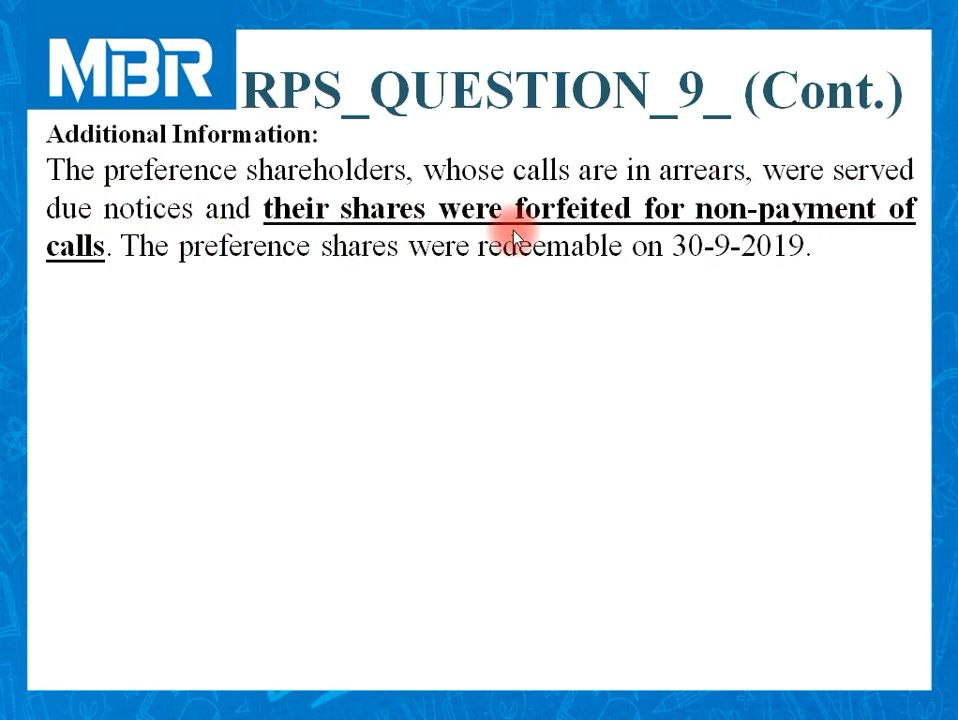 MBR
RPS_QUESTION_9_ (Cont.)
Additional Information:
The preference shareholders, whose calls are in arrears, were served
due notices and their shares were forfeited for non-payment of
calls. The preference shares were redeemable on 30-9-2019.